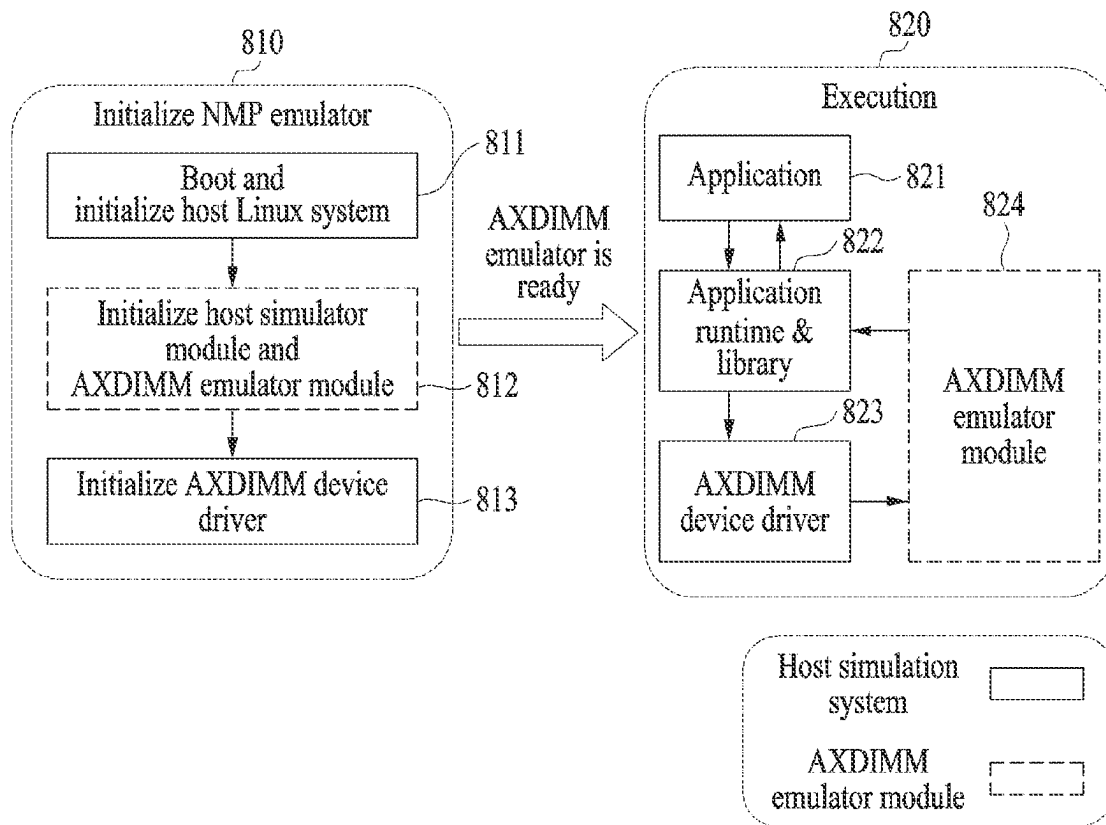 810
Initialize NMP emulator
811
Boot and
initialize host Linux system
Initialize host simulator
module and
AXDIMM emulator module
812
Initialize AXDIMM device
driver
813
AXDIMM
emulator is
ready
820
Execution
Application
821
822
Application
runtime &
library
823
AXDIMM
device driver
824
AXDIMM
emulator
module
Host simulation
system
AXDIMM
emulator module